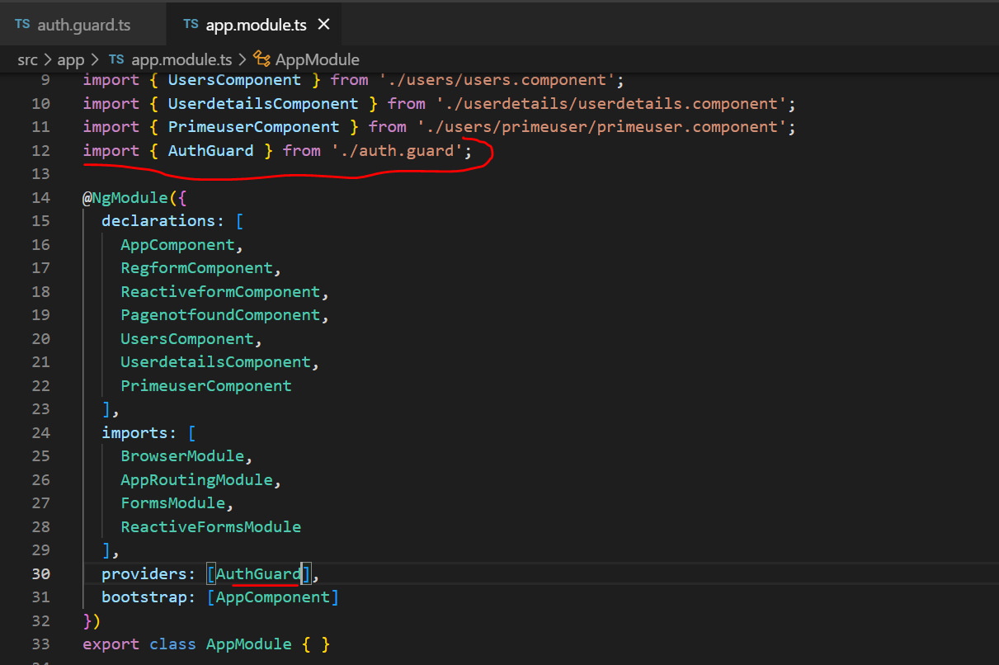 TS auth.guard.ts TS app.module.ts ×
src > app > TS app.module.ts > AppModule
9 import { UsersComponent } from './users/users.component';
10 import { UserdetailsComponent } from './userdetails/userdetails.component';
11 import { PrimeuserComponent } from './users/primeuser/primeuser.component';
12 import { AuthGuard } from './auth.guard';
13
14 @NgModule({
15 declarations: [
16 AppComponent,
17 RegformComponent,
18 ReactiveformComponent,
19 PagenotfoundComponent,
20 UsersComponent,
21 UserdetailsComponent,
22 PrimeuserComponent
23 ],
24 imports: [
25 BrowserModule,
26 AppRoutingModule,
27 FormsModule,
28 ReactiveFormsModule
29 ],
30 providers: [AuthGuard],
31 bootstrap: [AppComponent]
32 })
33 export class AppModule { }